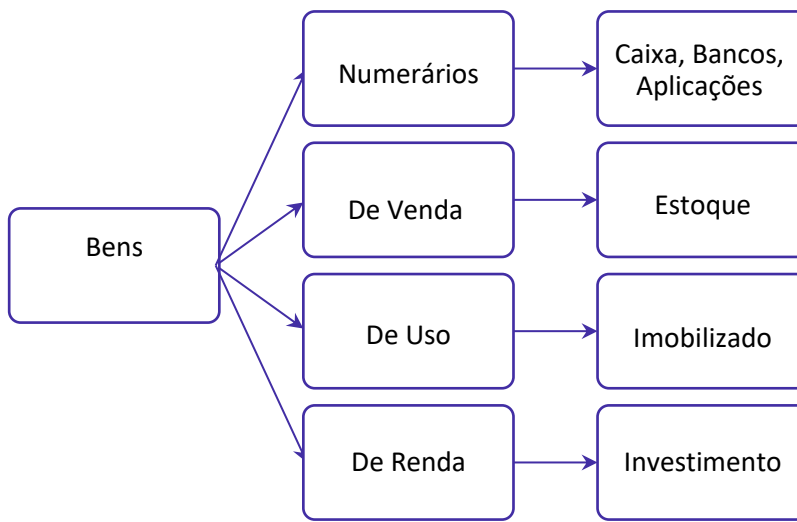 Bens
Numerários
Caixa, Bancos,
Aplicações
De Venda
Estoque
De Uso
Imobilizado
De Renda
Investimento